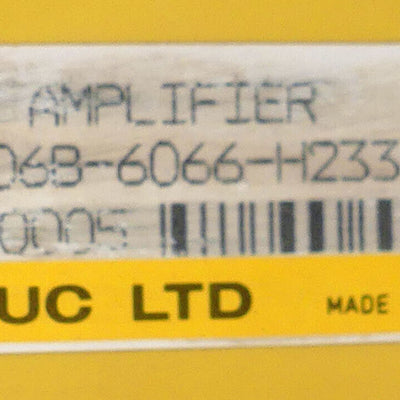 AMPLIFIER
06B-6066-H233
0005
UC LTD
MADE